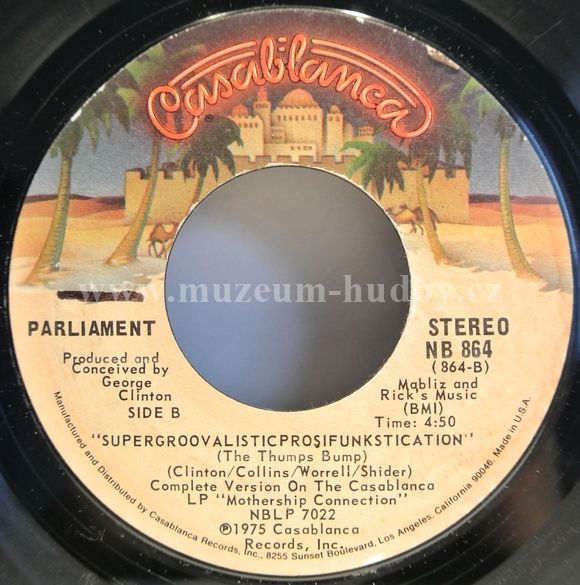 Casablanca
®
www.muzeum-hudby.cz
PARLIAMENT
Produced and
Conceived by
George
Clinton
SIDE B
STEREO
NB 864
(864-B)
Mabliz and
Rick's Music
(BMI)
Time: 4:50
"SUPERGROOVALISTICPROSIFUNKSTICATION"
(The Thumps Bump)
(Clinton/Collins/Worrell/Shider)
Complete Version On The Casablanca
LP "Mothership Connection"
NBLP 7022
℗1975 Casablanca
Records, Inc.
Manufactured and Distributed by Casablanca Records, Inc., 8255 Sunset Boulevard, Los Angeles, California 90046. Made in U.S.A.